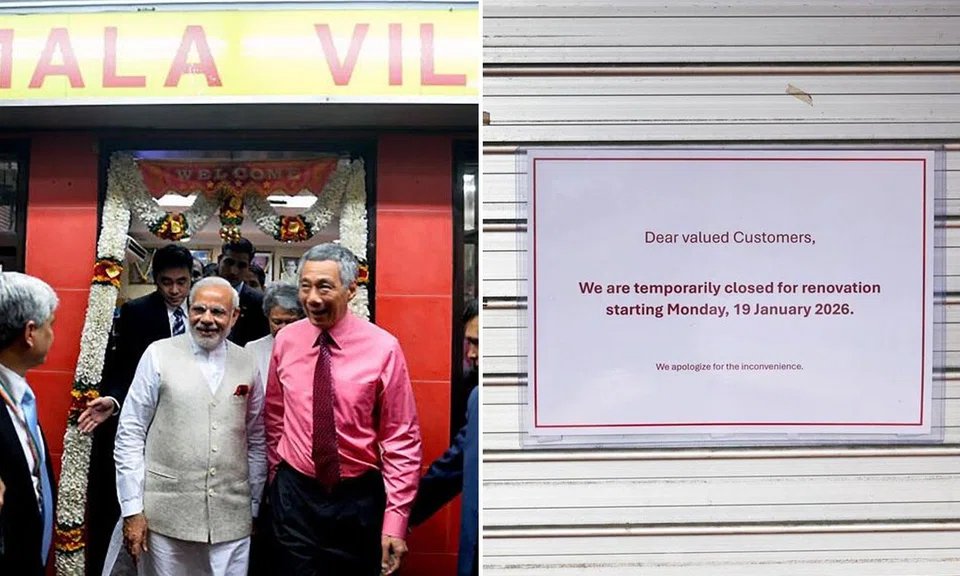 MALA VIL
WELCOME
Dear valued Customers,
We are temporarily closed for renovation
starting Monday, 19 January 2026.
We apologize for the inconvenience.